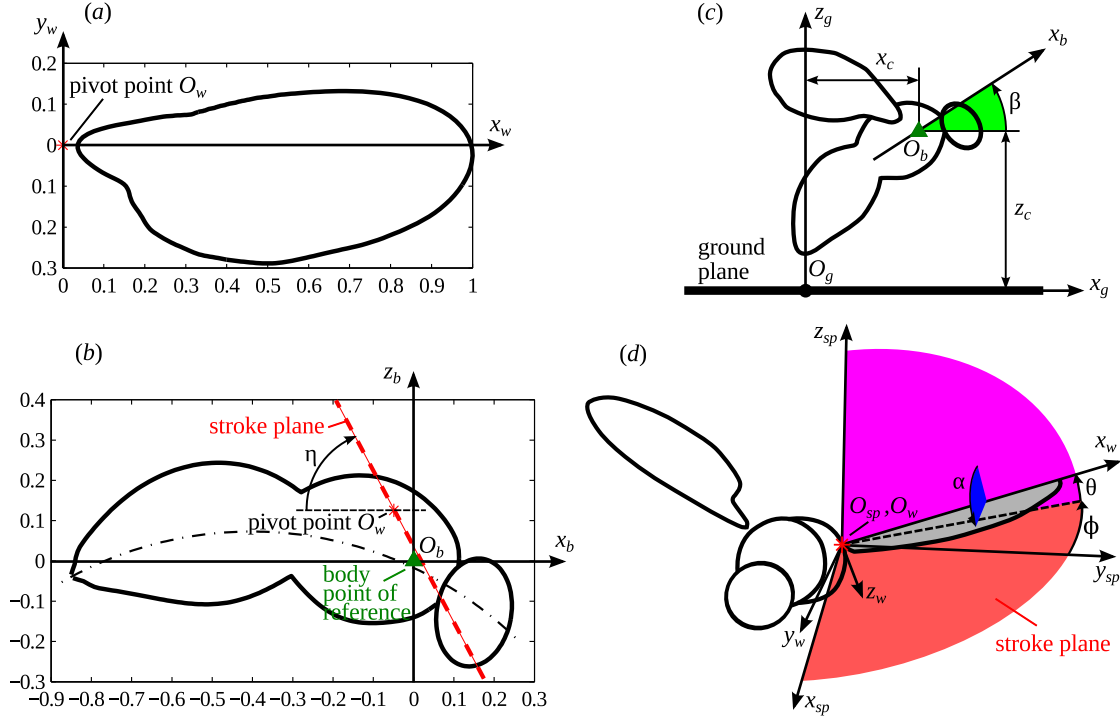 (a)
y_w
0.2
pivot point O_w
0.1
x_w
0
0.1
0.2
0.3
0 0.1 0.2 0.3 0.4 0.5 0.6 0.7 0.8 0.9 1
(c)
z_g
x_b
x_c
β
O_b
z_c
ground
plane
O_g
x_g
(b)
z_b
0.4
stroke plane
0.3
η
0.2
0.1
pivot point O_w
O_b
0
x_b
body
point of
reference
−0.1
−0.2
−0.3
−0.9 −0.8 −0.7 −0.6 −0.5 −0.4 −0.3 −0.2 −0.1 0 0.1 0.2 0.3
(d)
z_sp
x_w
α
θ
O_sp ,O_w
ϕ
y_sp
z_w
y_w
stroke plane
x_sp